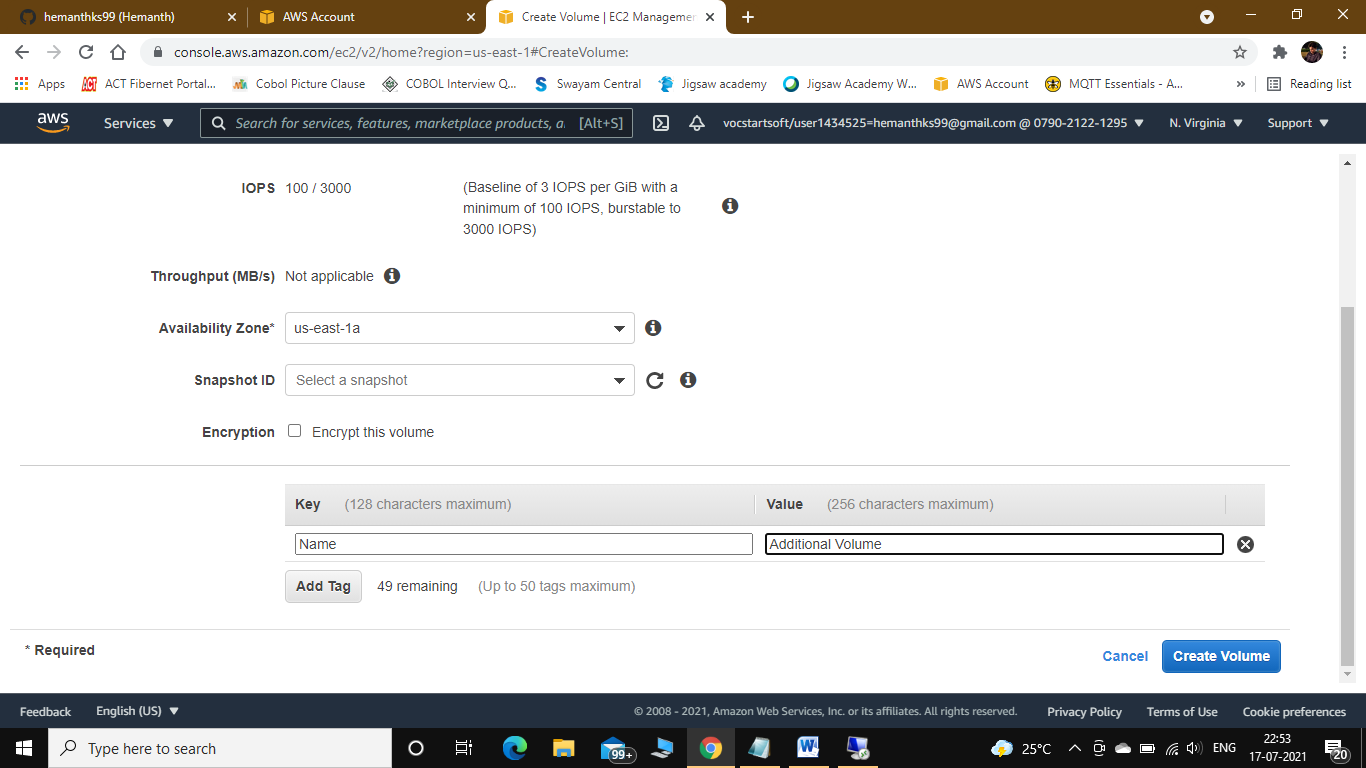 hemanthks99 (Hemanth)
AWS Account
Create Volume | EC2 Managemen
console.aws.amazon.com/ec2/v2/home?region=us-east-1#CreateVolume:
Apps
ACT Fibernet Portal...
Cobol Picture Clause
COBOL Interview Q...
Swayam Central
Jigsaw academy
Jigsaw Academy W...
AWS Account
MQTT Essentials - A...
Reading list
aws
Services
Search for services, features, marketplace products, a
[Alt+S]
vocstartsoft/user1434525=hemanthks99@gmail.com @ 0790-2122-1295
N. Virginia
Support
IOPS 100 / 3000
(Baseline of 3 IOPS per GiB with a
minimum of 100 IOPS, burstable to
3000 IOPS)
Throughput (MB/s) Not applicable
Availability Zone* us-east-1a
Snapshot ID Select a snapshot
Encryption Encrypt this volume
Key (128 characters maximum) Value (256 characters maximum)
Name Additional Volume
Add Tag 49 remaining (Up to 50 tags maximum)
* Required
Cancel Create Volume
Feedback English (US) © 2008 - 2021, Amazon Web Services, Inc. or its affiliates. All rights reserved. Privacy Policy Terms of Use Cookie preferences
Type here to search
99+
25°C
ENG
22:53
17-07-2021
20